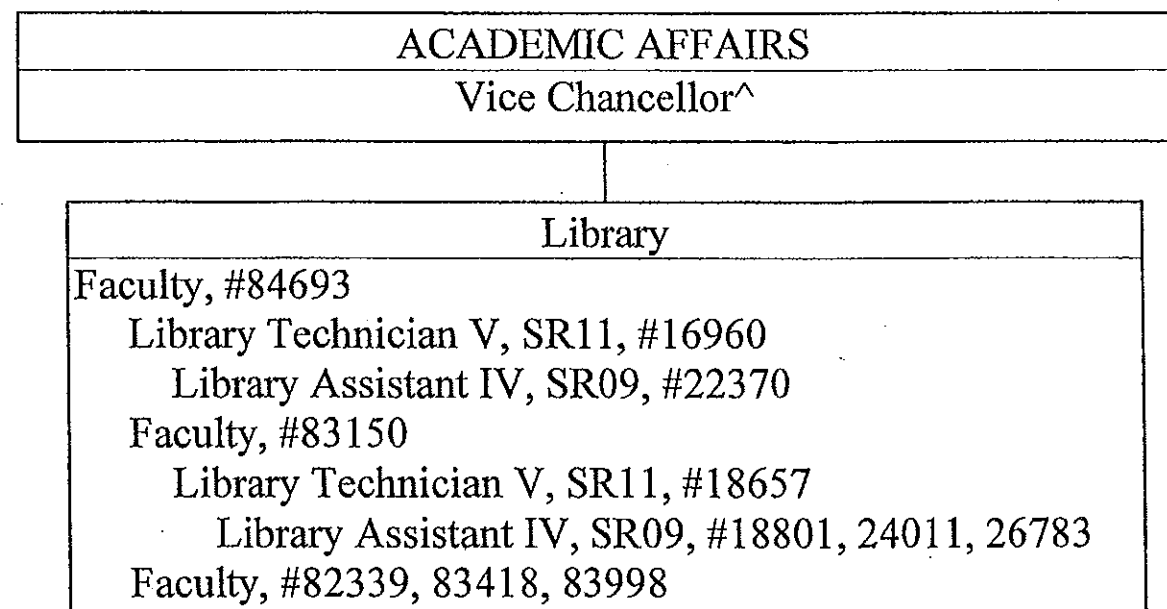 ACADEMIC AFFAIRS
Vice Chancellor^
Library
Faculty, #84693
Library Technician V, SR11, #16960
Library Assistant IV, SR09, #22370
Faculty, #83150
Library Technician V, SR11, #18657
Library Assistant IV, SR09, #18801, 24011, 26783
Faculty, #82339, 83418, 83998